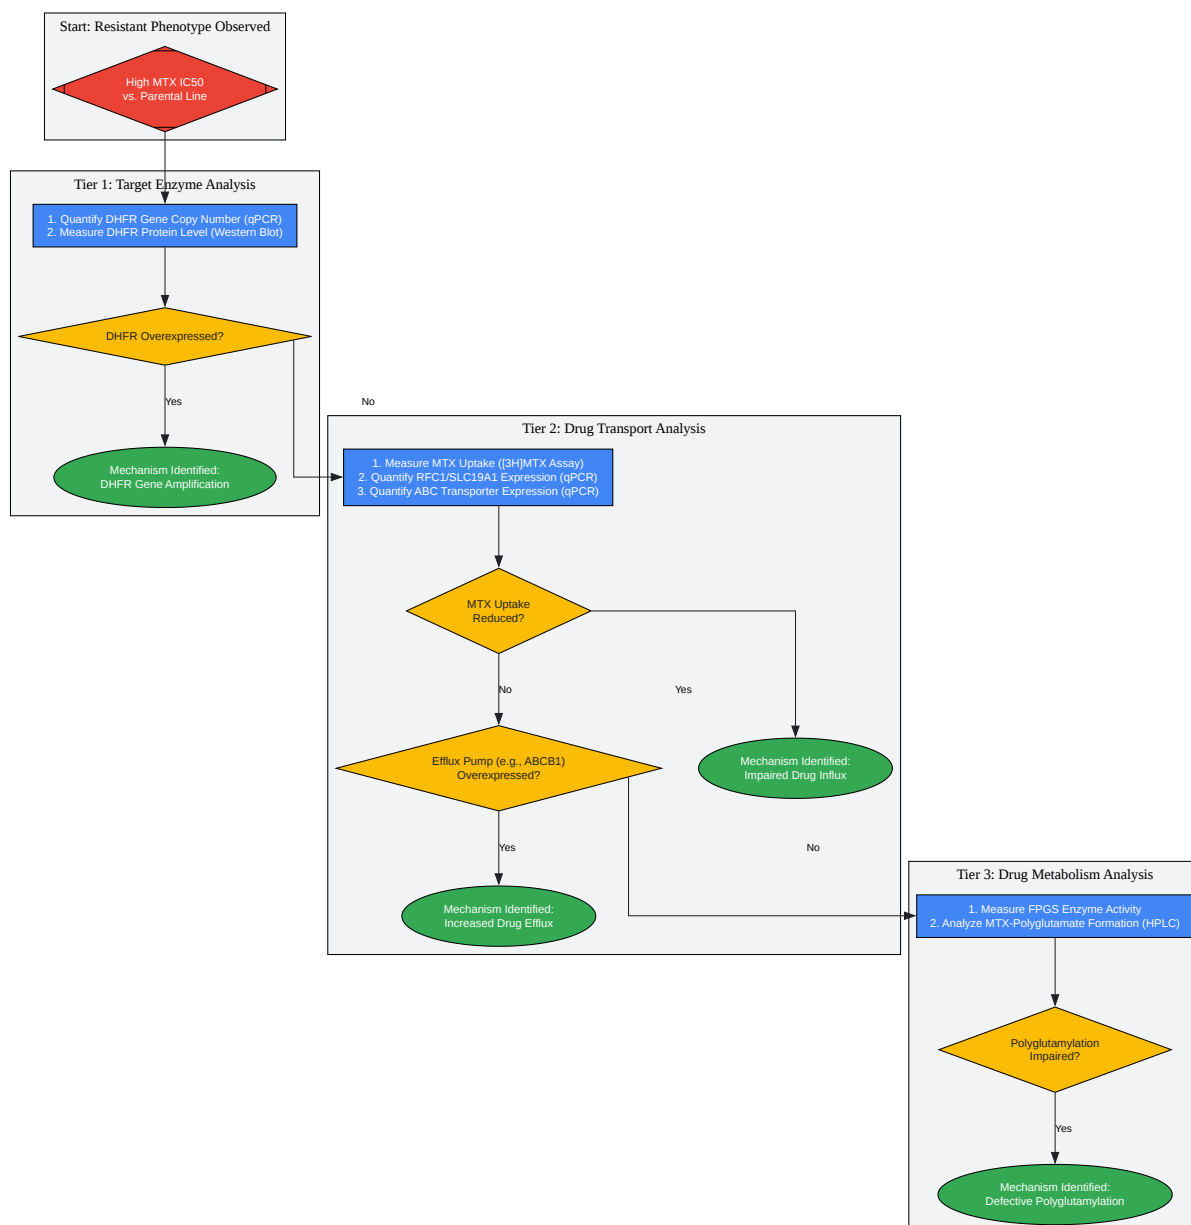 Start: Resistant Phenotype Observed
High MTX IC50
vs. Parental Line
Tier 1: Target Enzyme Analysis
1. Quantify DHFR Gene Copy Number (qPCR)
2. Measure DHFR Protein Level (Western Blot)
DHFR Overexpressed?
Yes
No
Mechanism Identified:
DHFR Gene Amplification
Tier 2: Drug Transport Analysis
1. Measure MTX Uptake ([3H]MTX Assay)
2. Quantify RFC1/SLC19A1 Expression (qPCR)
3. Quantify ABC Transporter Expression (qPCR)
MTX Uptake
Reduced?
No
Yes
Efflux Pump (e.g., ABCB1)
Overexpressed?
Mechanism Identified:
Impaired Drug Influx
Yes
No
Mechanism Identified:
Increased Drug Efflux
Tier 3: Drug Metabolism Analysis
1. Measure FPGS Enzyme Activity
2. Analyze MTX-Polyglutamate Formation (HPLC)
Polyglutamylation
Impaired?
Yes
Mechanism Identified:
Defective Polyglutamylation